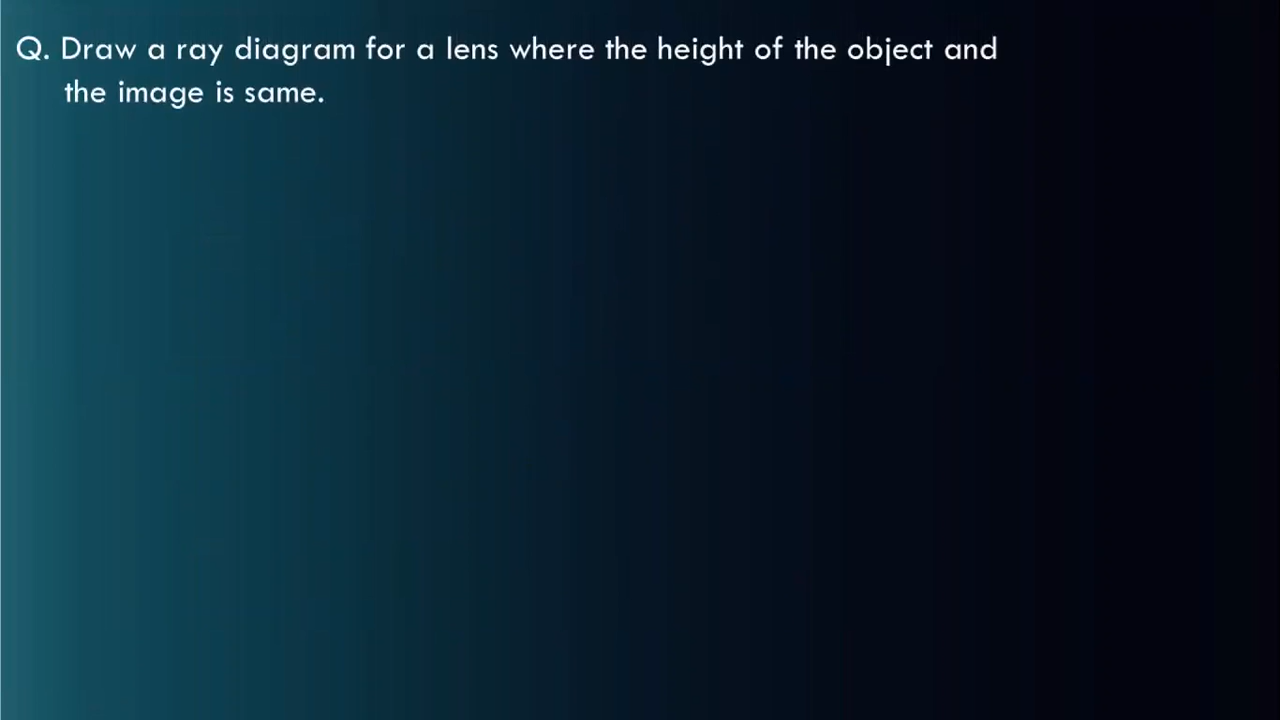 Q. Draw a ray diagram for a lens where the height of the object and
the image is same.